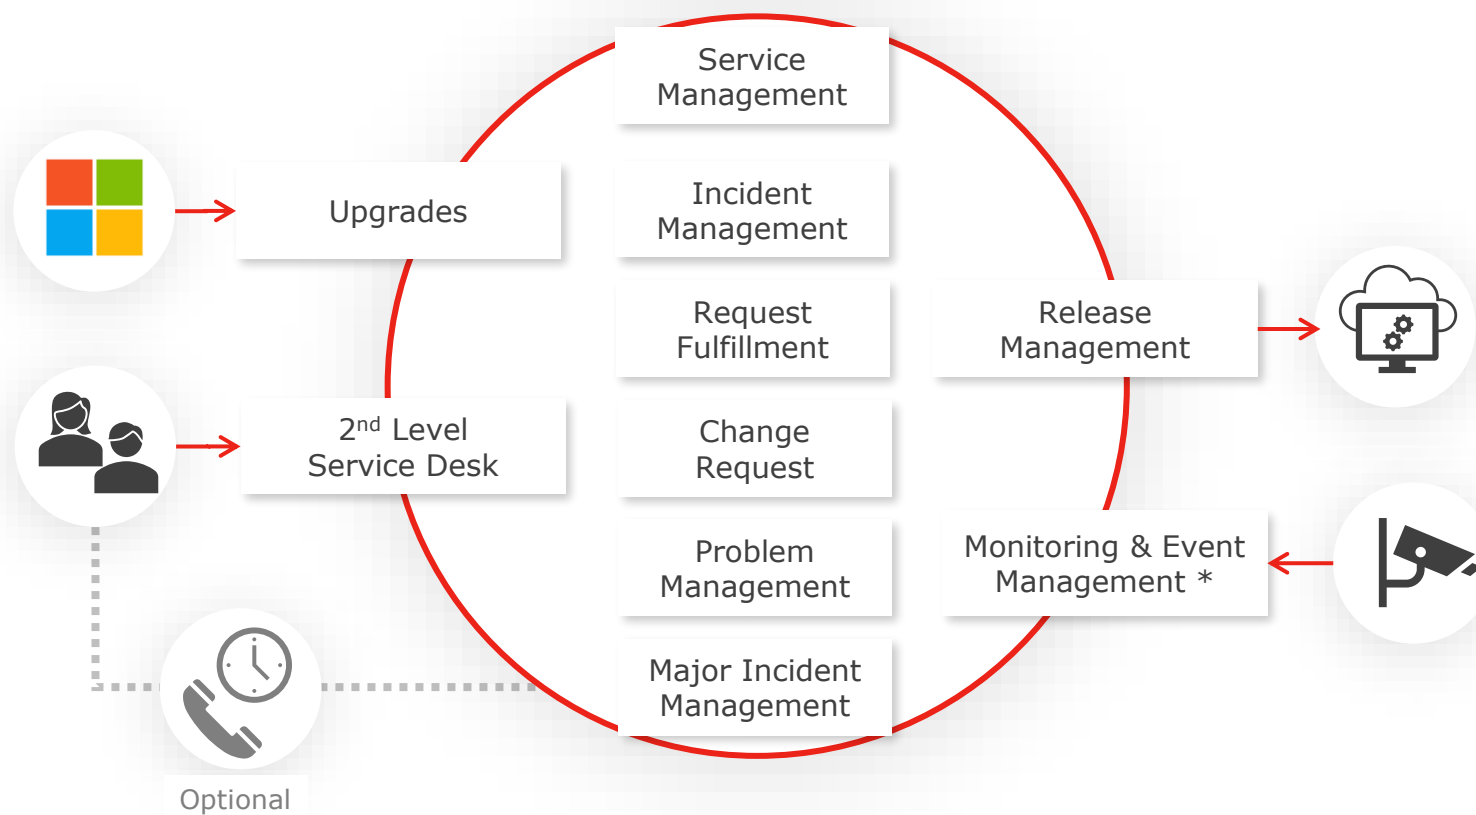 Service
Management
Upgrades
Incident
Management
Request
Fulfillment
Release
Management
2nd Level
Service Desk
Change
Request
Problem
Management
Monitoring & Event
Management *
Major Incident
Management
Optional